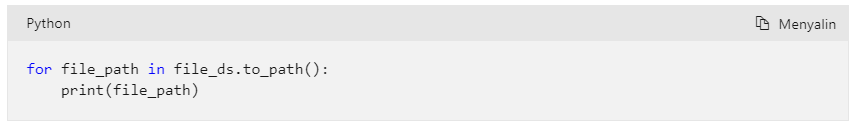 Python
Menyalin
for file_path in file_ds.to_path():
    print(file_path)